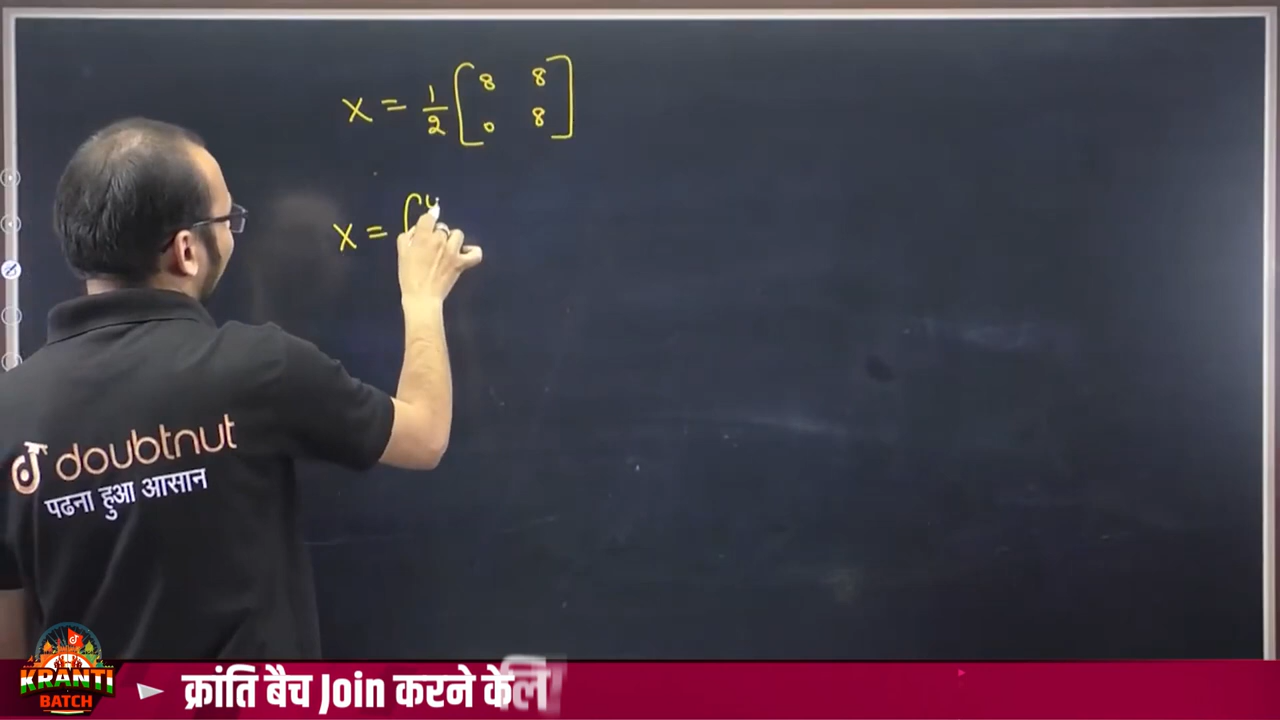 X = 1/2 [8 8
0 8]
X = [4
doubtnut
पढना हुआ आसान
KRANTI
BATCH
क्रांति बैच Join करने के लि